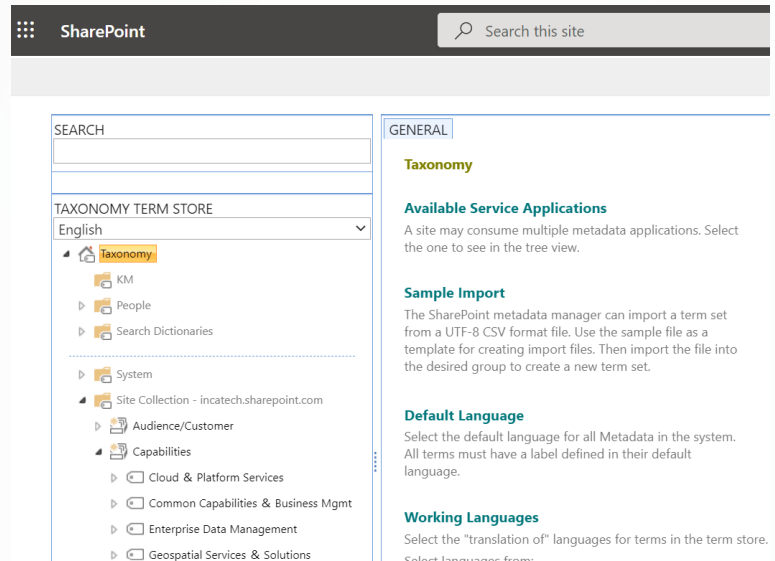 SharePoint
Search this site
SEARCH
TAXONOMY TERM STORE
English
Taxonomy
KM
People
Search Dictionaries
System
Site Collection - incatech.sharepoint.com
Audience/Customer
Capabilities
Cloud & Platform Services
Common Capabilities & Business Mgmt
Enterprise Data Management
Geospatial Services & Solutions
GENERAL
Taxonomy
Available Service Applications
A site may consume multiple metadata applications. Select
the one to see in the tree view.
Sample Import
The SharePoint metadata manager can import a term set
from a UTF-8 CSV format file. Use the sample file as a
template for creating import files. Then import the file into
the desired group to create a new term set.
Default Language
Select the default language for all Metadata in the system.
All terms must have a label defined in their default
language.
Working Languages
Select the "translation of" languages for terms in the term store.
Select languages from: